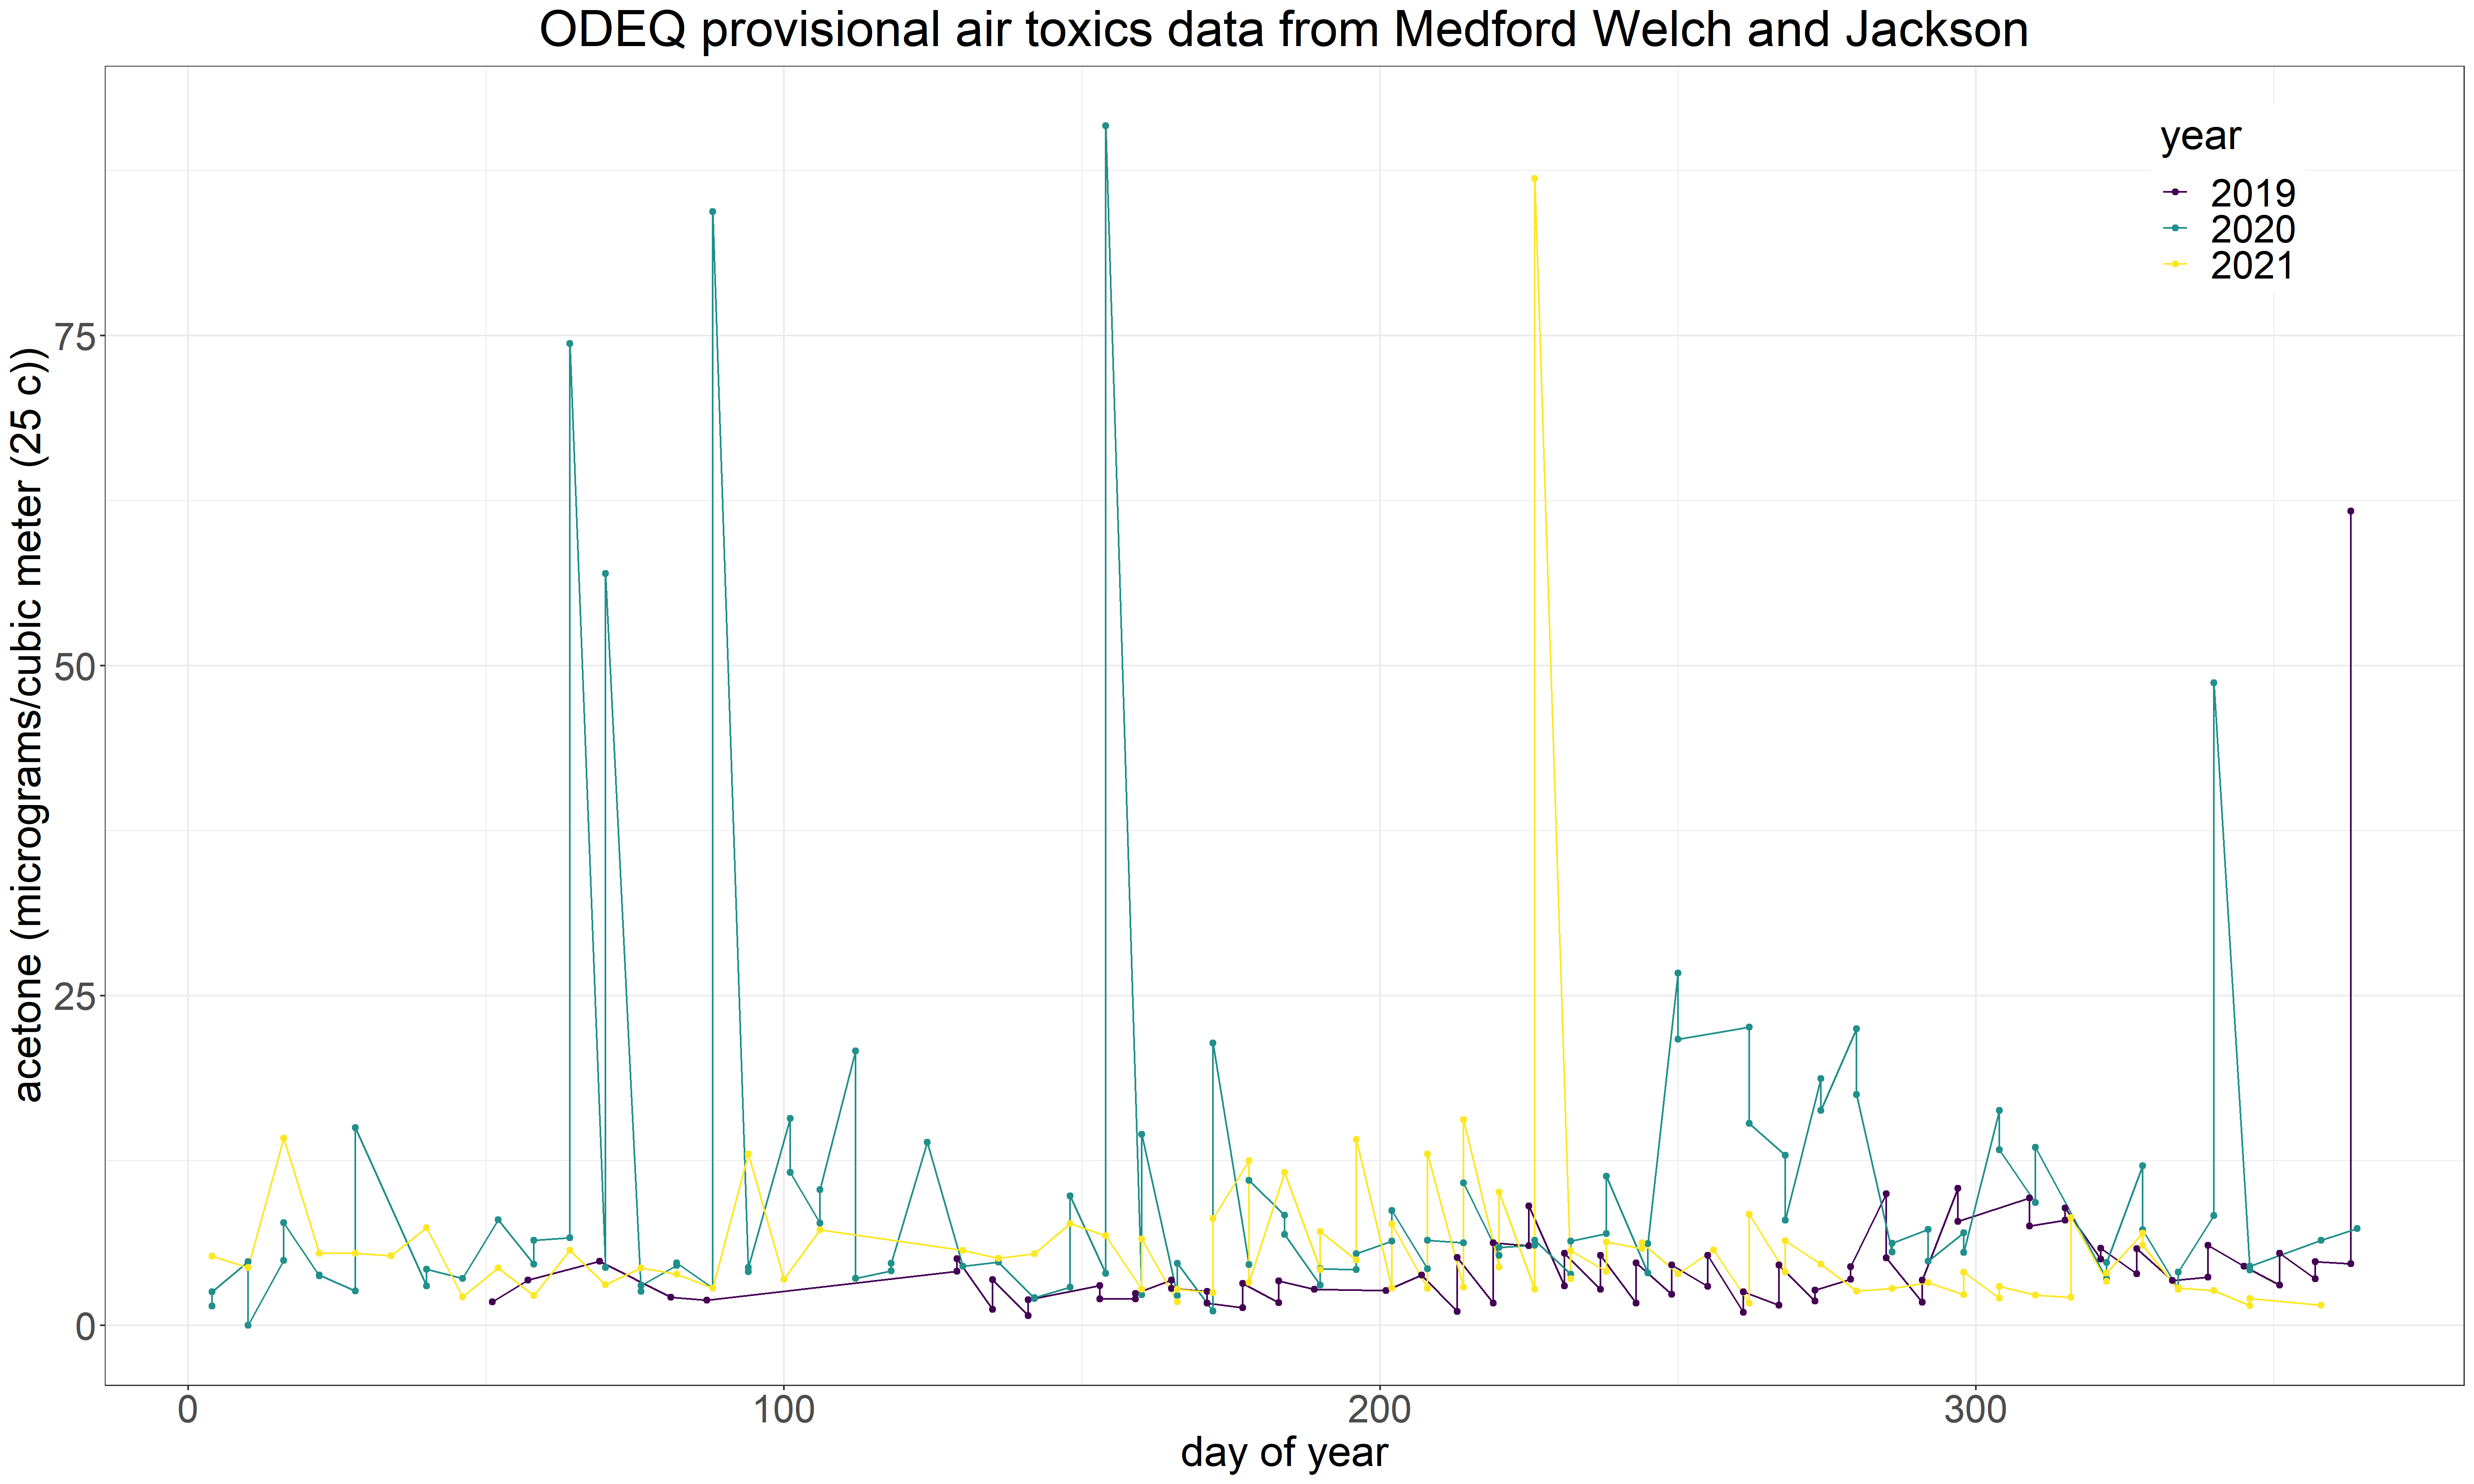 ODEQ provisional air toxics data from Medford Welch and Jackson
year
2019
2020
2021
acetone (micrograms/cubic meter (25 c))
75
50
25
0
0 100 200 300
day of year